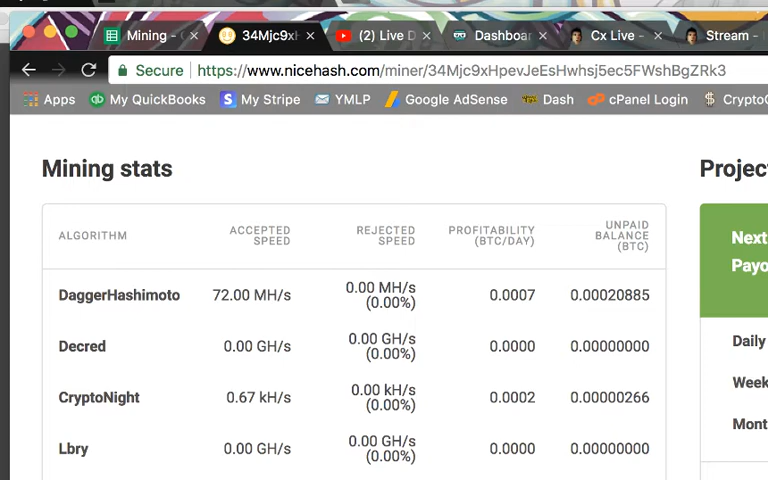 Mining -
34Mjc9xH
(2) Live D
Dashboar
Cx Live -
Stream -
Secure https://www.nicehash.com/miner/34Mjc9xHpevJeEsHwhsj5ec5FWshBgZRk3
Apps My QuickBooks My Stripe YMLP Google AdSense Dash cPanel Login Crypto
Mining stats
Projec
ALGORITHM
ACCEPTED
SPEED
REJECTED
SPEED
PROFITABILITY
(BTC/DAY)
UNPAID
BALANCE
(BTC)
Next
Payo
DaggerHashimoto 72.00 MH/s 0.00 MH/s
(0.00%) 0.0007 0.00020885
Decred 0.00 GH/s 0.00 GH/s
(0.00%) 0.0000 0.00000000
CryptoNight 0.67 kH/s 0.00 kH/s
(0.00%) 0.0002 0.00000266
Lbry 0.00 GH/s 0.00 GH/s
(0.00%) 0.0000 0.00000000
Daily
Week
Mont